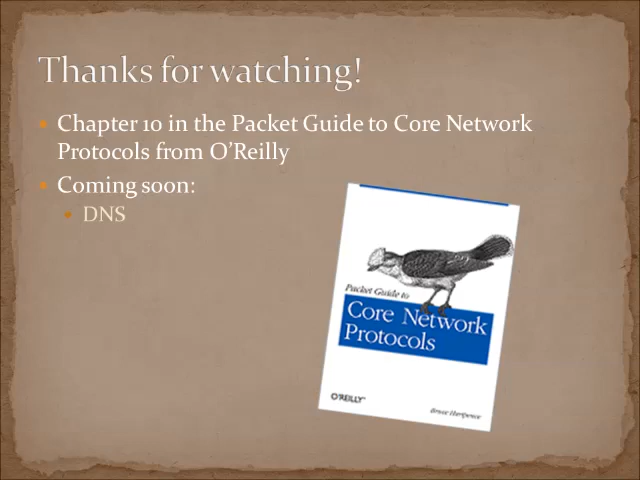 Thanks for watching!
Chapter 10 in the Packet Guide to Core Network
Protocols from O'Reilly
Coming soon:
DNS
Packet Guide to
Core Network
Protocols
O'REILLY™
Bruce Hartpence